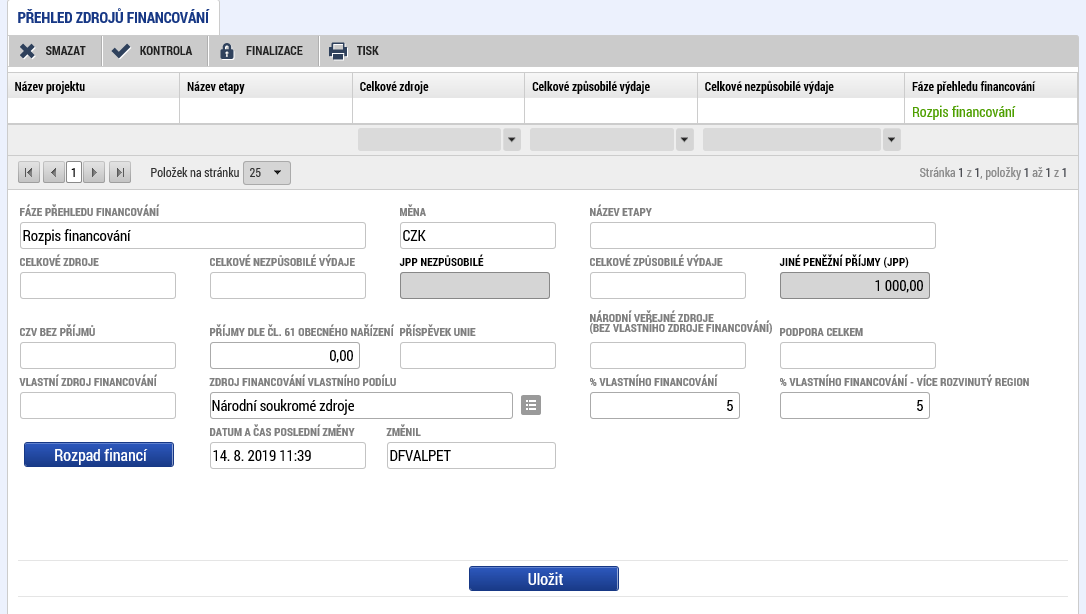 PŘEHLED ZDROJŮ FINANCOVÁNÍ
SMAZAT KONTROLA FINALIZACE TISK
Název projektu Název etapy Celkové zdroje Celkové způsobilé výdaje Celkové nezpůsobilé výdaje Fáze přehledu financování
Rozpis financování
1 Položek na stránku 25 Stránka 1 z 1, položky 1 až 1 z 1
FÁZE PŘEHLEDU FINANCOVÁNÍ MĚNA NÁZEV ETAPY
Rozpis financování CZK
CELKOVÉ ZDROJE CELKOVÉ NEZPŮSOBILÉ VÝDAJE JPP NEZPŮSOBILÉ CELKOVÉ ZPŮSOBILÉ VÝDAJE JINÉ PENĚŽNÍ PŘÍJMY (JPP)
1 000,00
CZV BEZ PŘÍJMŮ PŘÍJMY DLE ČL. 61 OBECNÉHO NAŘÍZENÍ PŘÍSPĚVEK UNIE NÁRODNÍ VEŘEJNÉ ZDROJE
(BEZ VLASTNÍHO ZDROJE FINANCOVÁNÍ) PODPORA CELKEM
0,00
VLASTNÍ ZDROJ FINANCOVÁNÍ ZDROJ FINANCOVÁNÍ VLASTNÍHO PODÍLU % VLASTNÍHO FINANCOVÁNÍ % VLASTNÍHO FINANCOVÁNÍ - VÍCE ROZVINUTÝ REGION
Národní soukromé zdroje 5 5
DATUM A ČAS POSLEDNÍ ZMĚNY ZMĚNIL
Rozpad financí 14. 8. 2019 11:39 DFVALPET
Uložit